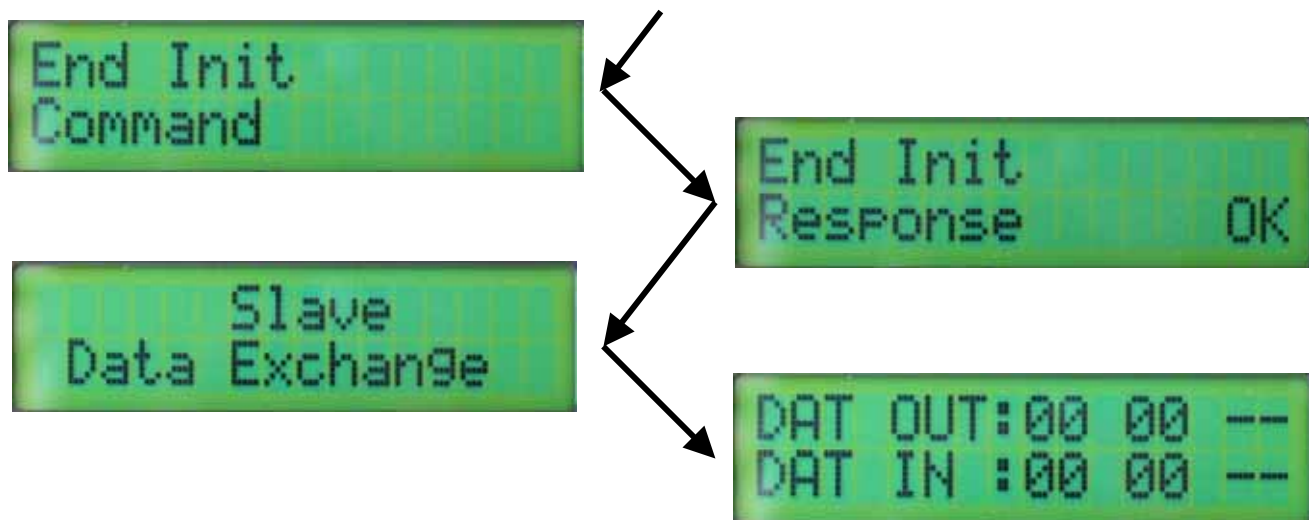 End Init
Command
End Init
Response OK
Slave
Data Exchange
DAT OUT:00 00 --
DAT IN :00 00 --